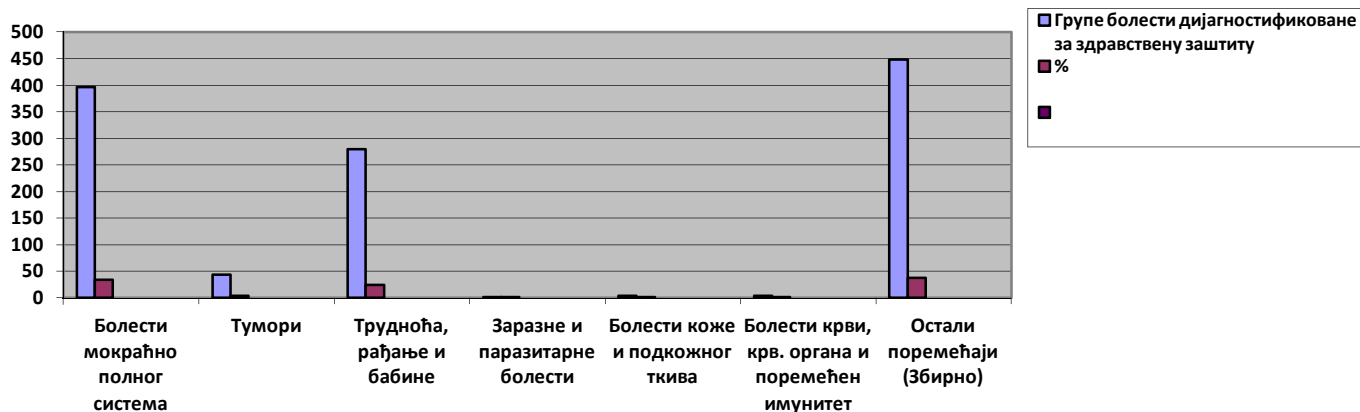 500
450
400
350
300
250
200
150
100
50
0
Болести
мокраћно
полног
система
Тумори
Трудноћа,
рађање и
бабине
Заразне и
паразитарне
болести
Болести коже
и подкожног
ткива
Болести крви,
крв. органа и
поремећен
имунитет
Остали
поремећаји
(Збирно)
Групе болести дијагностификоване
за здравствену заштиту
%